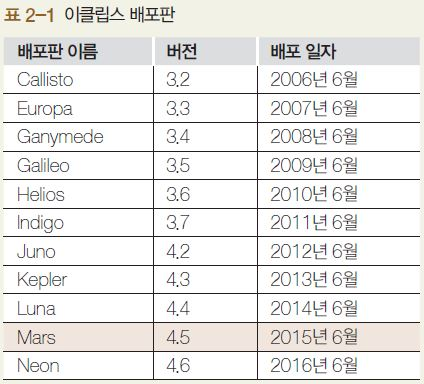 표 2-1 이클립스 배포판
배포판 이름 버전 배포 일자
Callisto 3.2 2006년 6월
Europa 3.3 2007년 6월
Ganymede 3.4 2008년 6월
Galileo 3.5 2009년 6월
Helios 3.6 2010년 6월
Indigo 3.7 2011년 6월
Juno 4.2 2012년 6월
Kepler 4.3 2013년 6월
Luna 4.4 2014년 6월
Mars 4.5 2015년 6월
Neon 4.6 2016년 6월